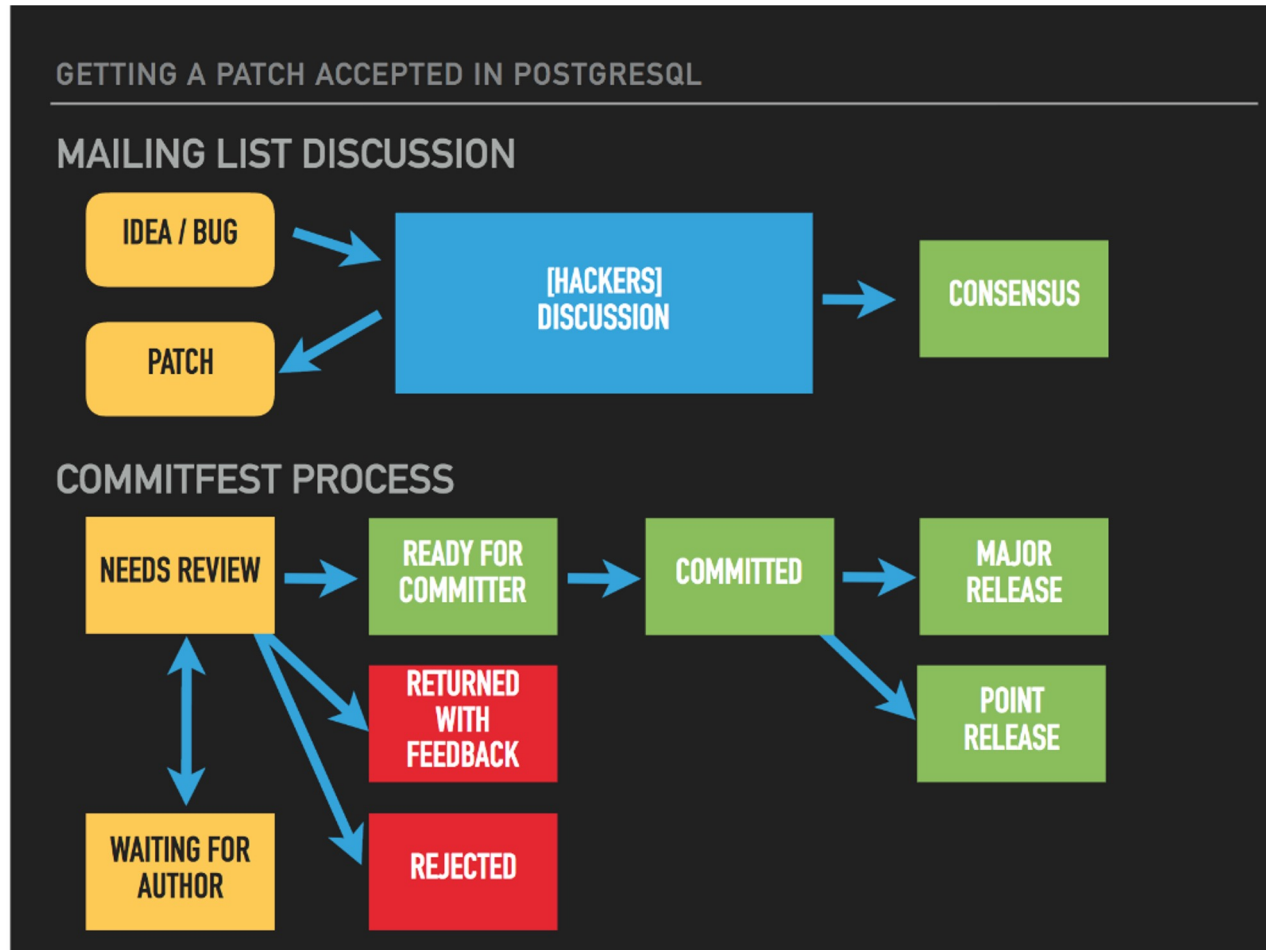 GETTING A PATCH ACCEPTED IN POSTGRESQL
MAILING LIST DISCUSSION
IDEA / BUG
PATCH
[HACKERS]
DISCUSSION
CONSENSUS
COMMITFEST PROCESS
NEEDS REVIEW
READY FOR
COMMITTER
COMMITTED
MAJOR
RELEASE
RETURNED
WITH
FEEDBACK
POINT
RELEASE
WAITING FOR
AUTHOR
REJECTED